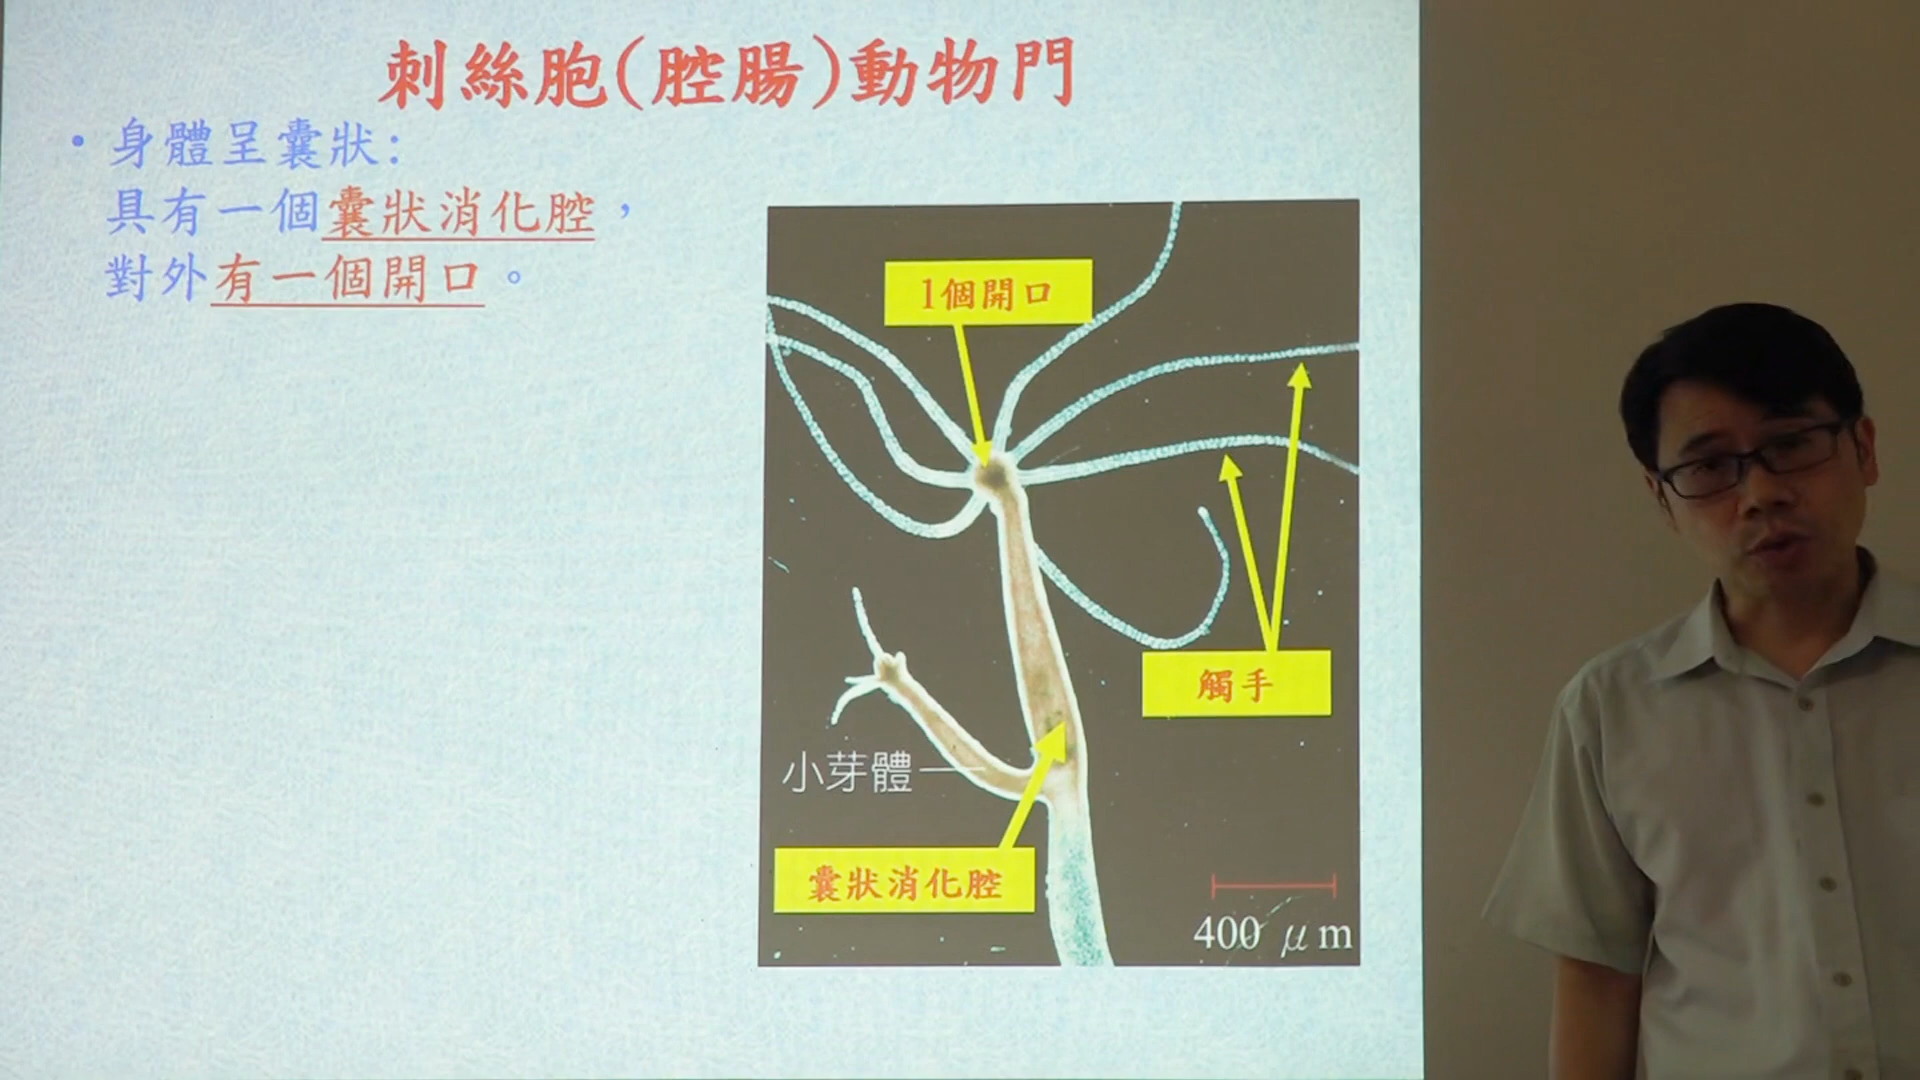 刺絲胞(腔腸)動物門
• 身體呈囊狀:
具有一個囊狀消化腔，
對外有一個開口。
1個開口
觸手
小芽體
囊狀消化腔
400 μm